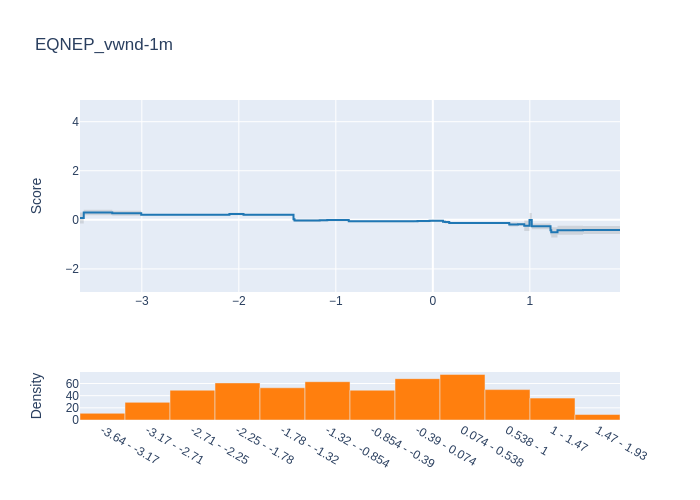 EQNEP_vwnd-1m
Score
4
2
0
−2
−3
−2
−1
0
1
Density
60
40
20
0
-3.64 - -3.17
-3.17 - -2.71
-2.71 - -2.25
-2.25 - -1.78
-1.78 - -1.32
-1.32 - -0.854
-0.854 - -0.39
-0.39 - 0.074
0.074 - 0.538
0.538 - 1
1 - 1.47
1.47 - 1.93